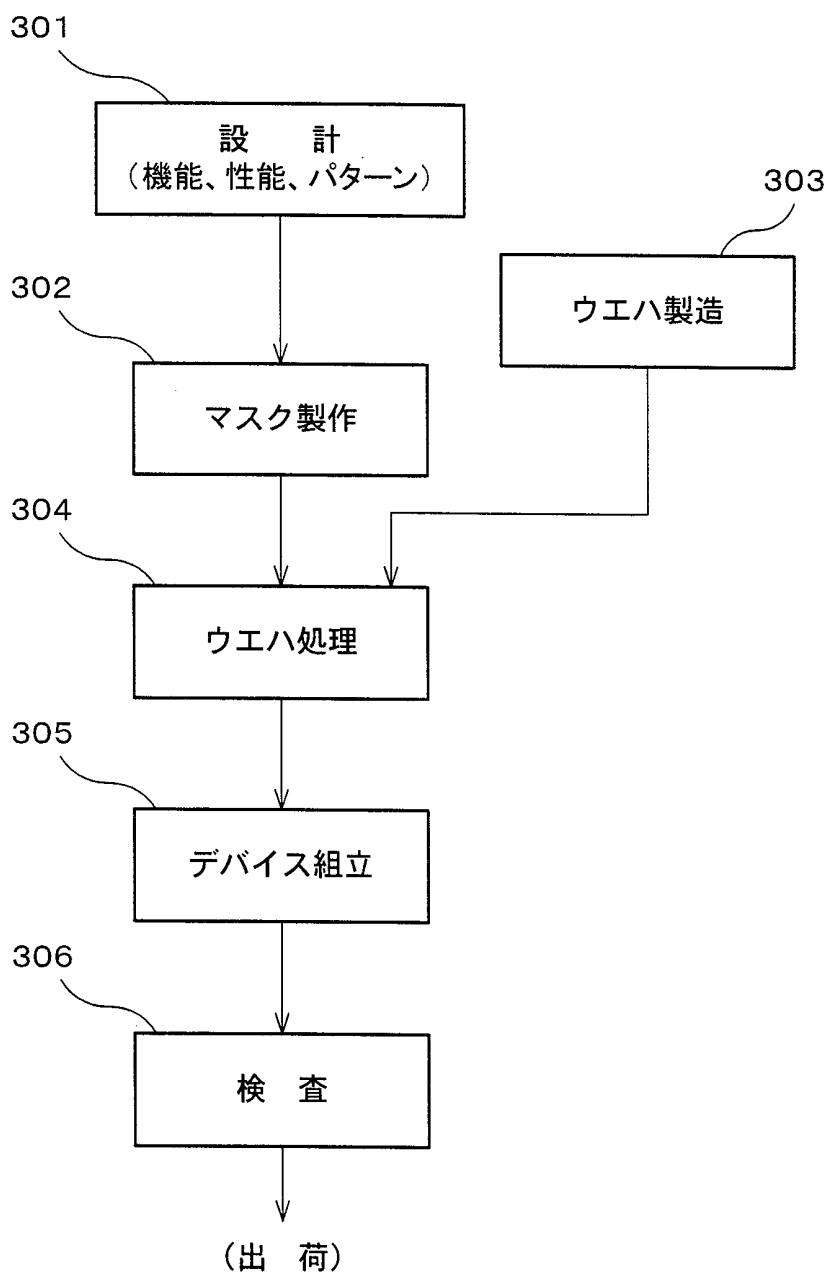 301
設　計
(機能、性能、パターン)
303
ウエハ製造
302
マスク製作
304
ウエハ処理
305
デバイス組立
306
検　査
(出　荷)